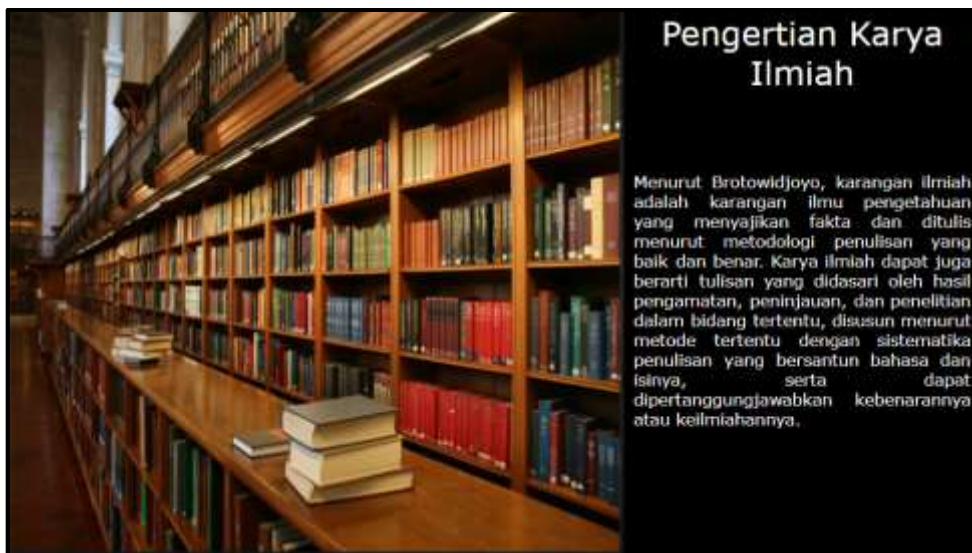 Pengertian Karya
Ilmiah
Menurut Brotowidjoyo, karangan ilmiah
adalah karangan ilmu pengetahuan
yang menyajikan fakta dan ditulis
menurut metodologi penulisan yang
baik dan benar. Karya ilmiah dapat juga
berarti tulisan yang didasari oleh hasil
pengamatan, peninjauan, dan penelitian
dalam bidang tertentu, disusun menurut
metode tertentu dengan sistematika
penulisan yang bersantun bahasa dan
isinya, serta dapat
dipertanggungjawabkan kebenarannya
atau keilmiahannya.